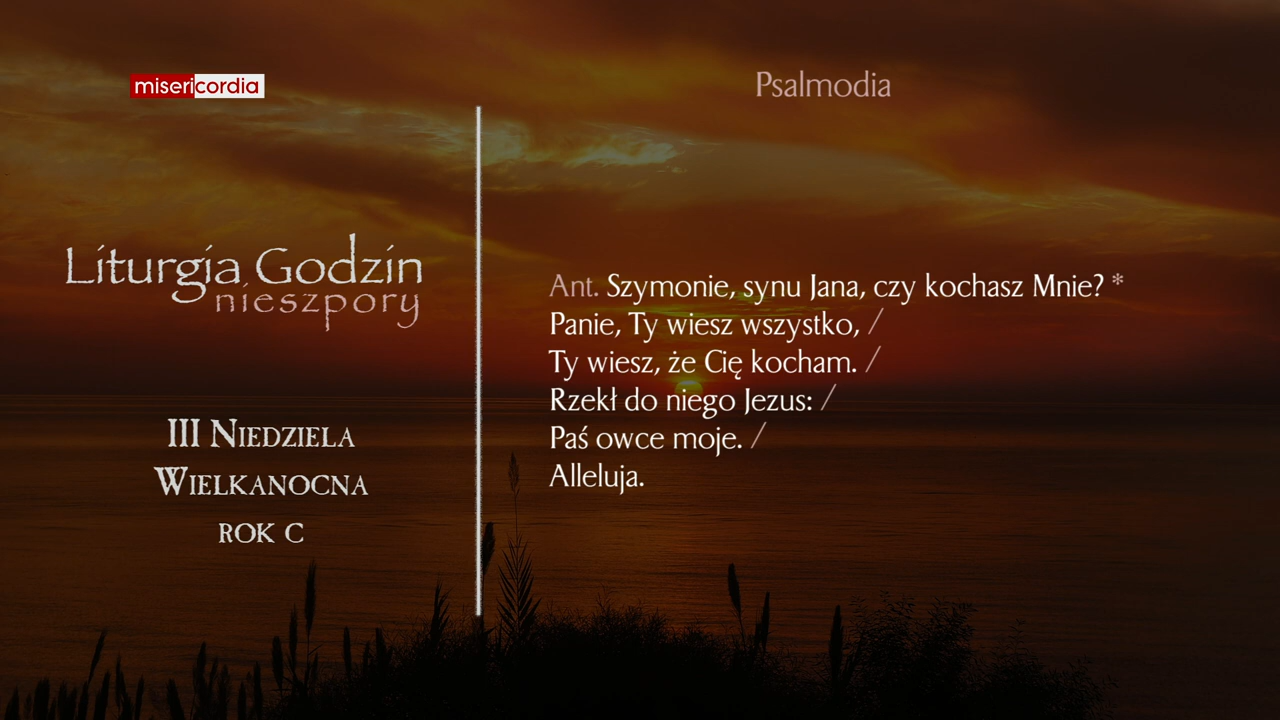 misericordia
Psalmodia
Liturgia Godzin
nieszpory
III Niedziela
Wielkanocna
rok C
Ant. Szymonie, synu Jana, czy kochasz Mnie? *
Panie, Ty wiesz wszystko, /
Ty wiesz, że Cię kocham. /
Rzekł do niego Jezus: /
Paś owce moje. /
Alleluja.